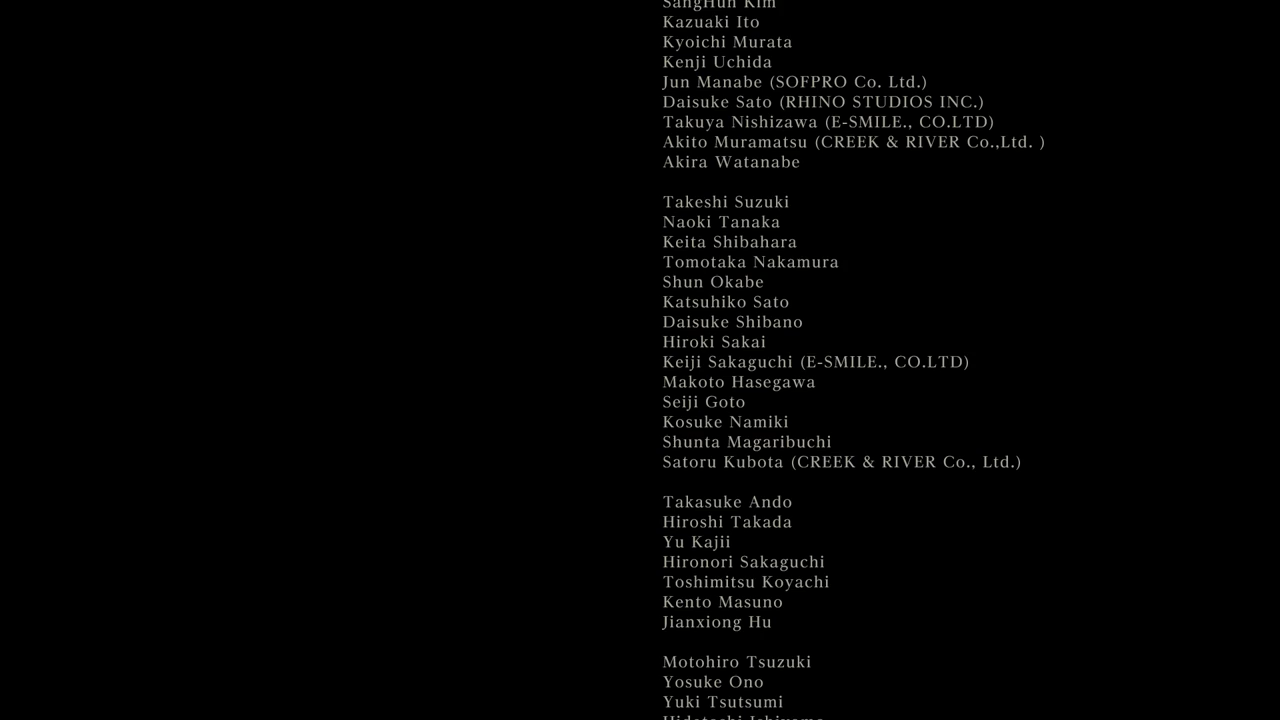 SangHun Kim
Kazuaki Ito
Kyoichi Murata
Kenji Uchida
Jun Manabe (SOFPRO Co. Ltd.)
Daisuke Sato (RHINO STUDIOS INC.)
Takuya Nishizawa (E-SMILE., CO.LTD)
Akito Muramatsu (CREEK & RIVER Co.,Ltd. )
Akira Watanabe
Takeshi Suzuki
Naoki Tanaka
Keita Shibahara
Tomotaka Nakamura
Shun Okabe
Katsuhiko Sato
Daisuke Shibano
Hiroki Sakai
Keiji Sakaguchi (E-SMILE., CO.LTD)
Makoto Hasegawa
Seiji Goto
Kosuke Namiki
Shunta Magaribuchi
Satoru Kubota (CREEK & RIVER Co., Ltd.)
Takasuke Ando
Hiroshi Takada
Yu Kajii
Hironori Sakaguchi
Toshimitsu Koyachi
Kento Masuno
Jianxiong Hu
Motohiro Tsuzuki
Yosuke Ono
Yuki Tsutsumi